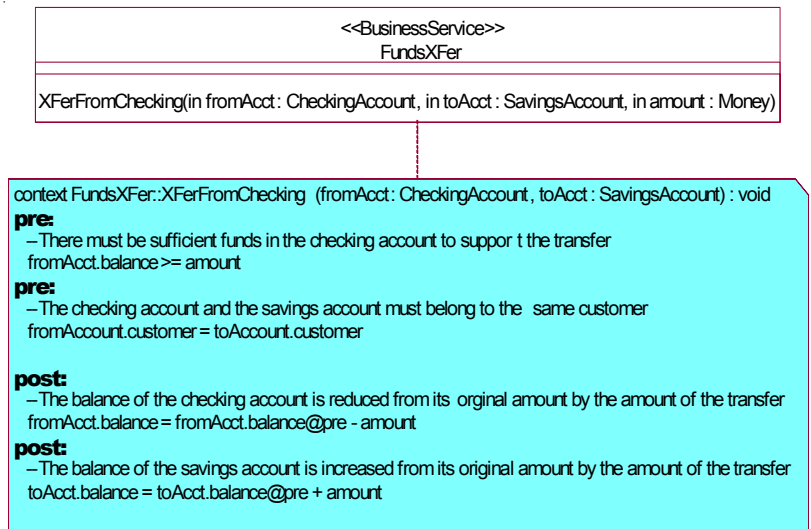 <<BusinessService>>
FundsXFer
XFerFromChecking(in fromAcct : CheckingAccount, in toAcct : SavingsAccount, in amount : Money)
context FundsXFer::XFerFromChecking (fromAcct : CheckingAccount, toAcct : SavingsAccount) : void
pre:
–There must be sufficient funds in the checking account to suppor t the transfer
fromAcct.balance >= amount
pre:
–The checking account and the savings account must belong to the same customer
fromAccount.customer = toAccount.customer
post:
–The balance of the checking account is reduced from its orginal amount by the amount of the transfer
fromAcct.balance = fromAcct.balance@pre - amount
post:
–The balance of the savings account is increased from its original amount by the amount of the transfer
toAcct.balance = toAcct.balance@pre + amount